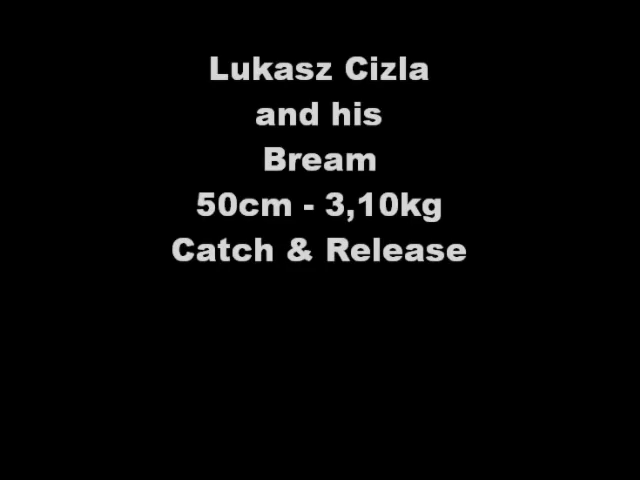 Lukasz Cizla
and his
Bream
50cm - 3,10kg
Catch & Release